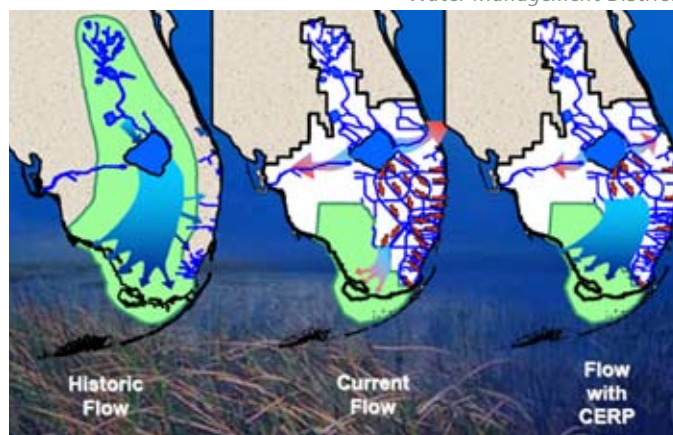 Water Management District
Historic
Flow
Current
Flow
Flow
with
CERP